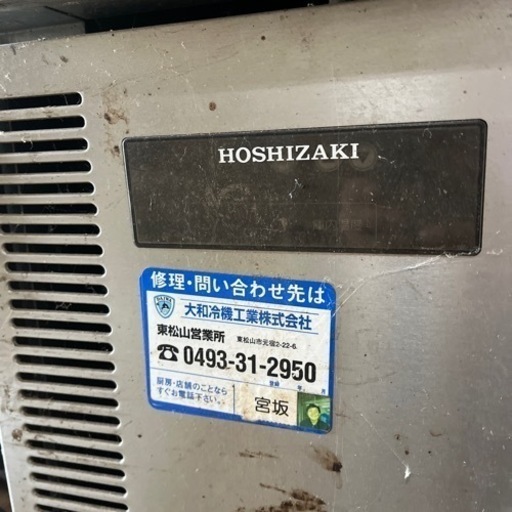 HOSHIZAKI
修理・問い合わせ先は
大和冷機工業株式会社
東松山営業所 東松山市元宿2-22-6
☎ 0493-31-2950
厨房・店舗のことなら
すぐお電話下さい。
宮坂